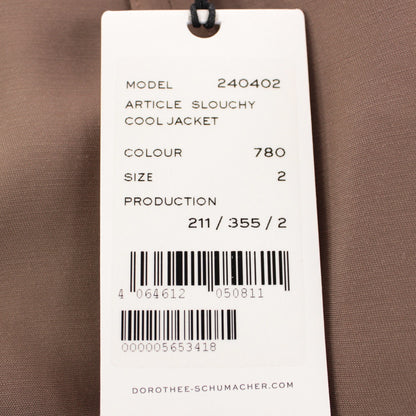 MODEL 240402
ARTICLE SLOUCHY
COOL JACKET
COLOUR 780
SIZE 2
PRODUCTION
211 / 355 / 2
4 064612 050811
000005653418
DOROTHEE-SCHUMACHER.COM